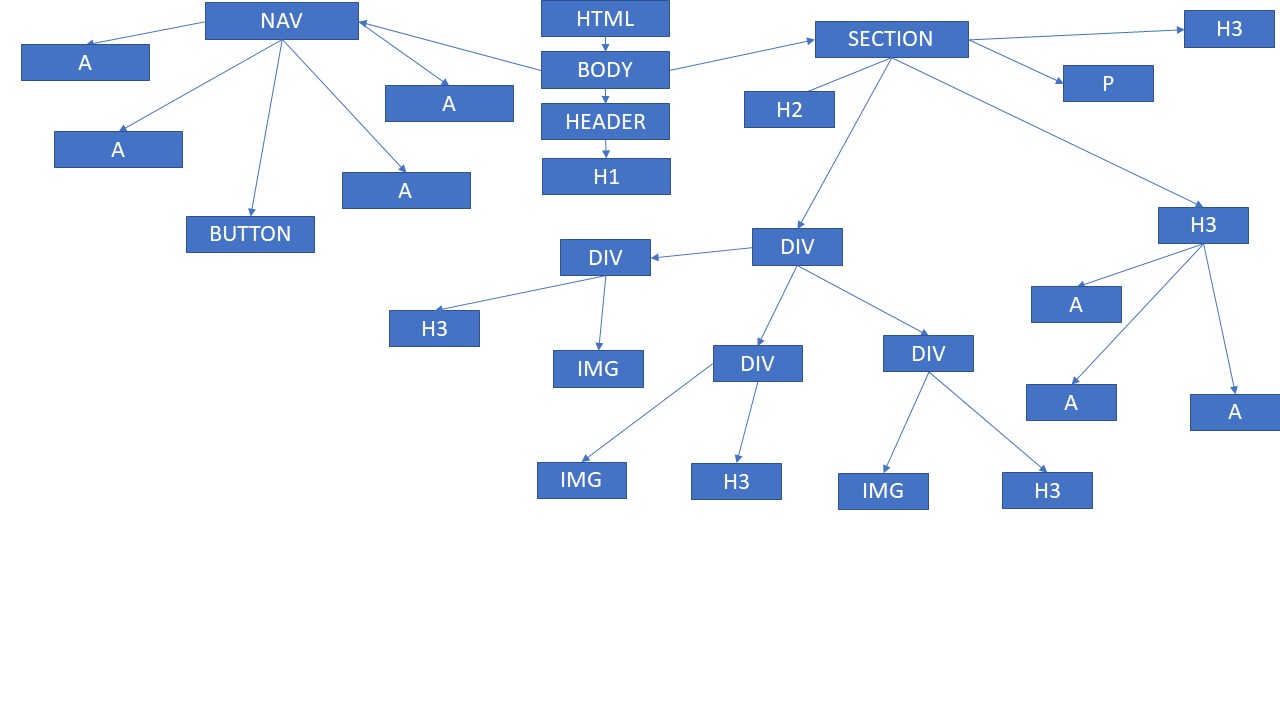 NAV
HTML
SECTION
H3
A
BODY
P
A
H2
HEADER
A
H1
A
BUTTON
H3
DIV
DIV
A
H3
DIV
DIV
IMG
A
A
IMG
H3
IMG
H3